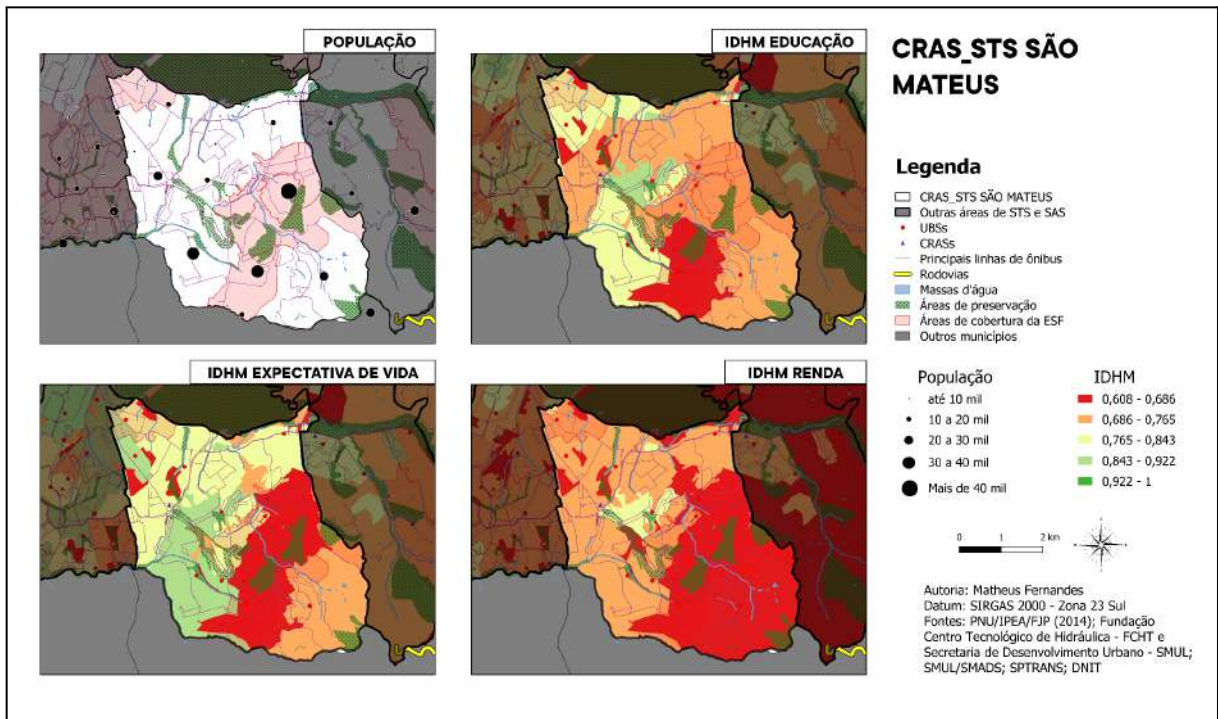 POPULAÇÃO
IDHM EDUCAÇÃO
IDHM EXPECTATIVA DE VIDA
IDHM RENDA
CRAS_STS SÃO
MATEUS
Legenda
CRAS_STS SÃO MATEUS
Outras áreas de STS e SAS
UBSs
CRASs
Principais linhas de ônibus
Rodovias
Massas d'água
Áreas de preservação
Áreas de cobertura da ESF
Outros municípios
População
até 10 mil
10 a 20 mil
20 a 30 mil
30 a 40 mil
Mais de 40 mil
IDHM
0,608 - 0,686
0,686 - 0,765
0,765 - 0,843
0,843 - 0,922
0,922 - 1
0 1 2 km
Autoria: Matheus Fernandes
Datum: SIRGAS 2000 - Zona 23 Sul
Fontes: PNU/IPEA/FJP (2014); Fundação
Centro Tecnológico de Hidráulica - FCHT e
Secretaria de Desenvolvimento Urbano - SMUL;
SMUL/SMADS; SPTRANS; DNIT